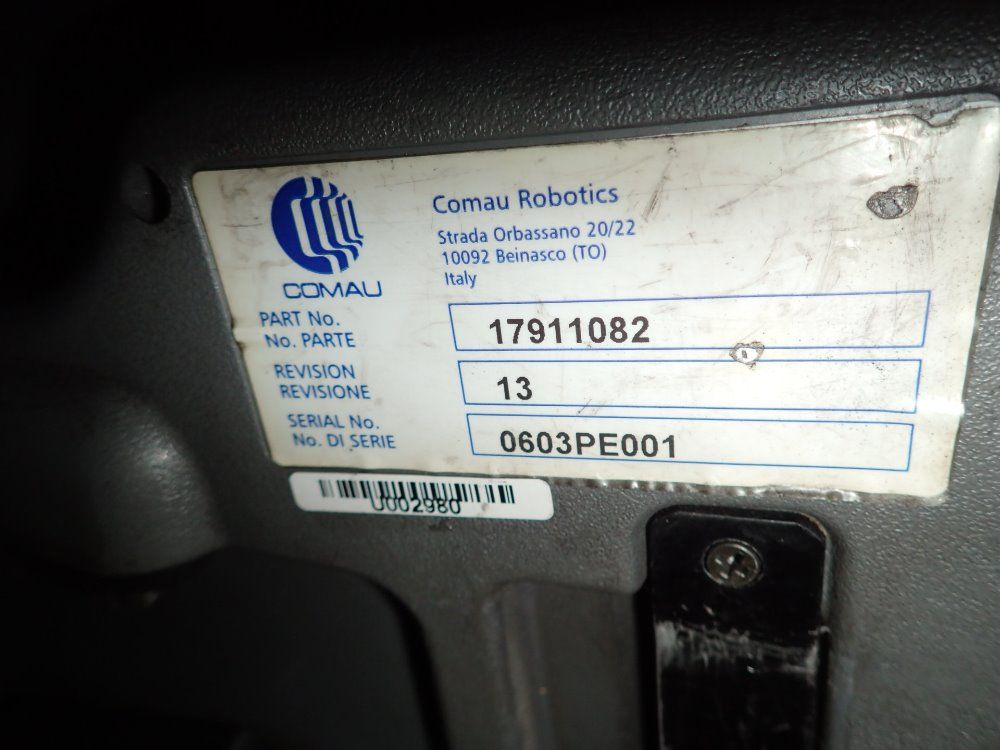 COMAU
Comau Robotics
Strada Orbassano 20/22
10092 Beinasco (TO)
Italy
PART No.
No. PARTE
17911082
REVISION
REVISIONE
13
SERIAL No.
No. DI SERIE
0603PE001
U002980